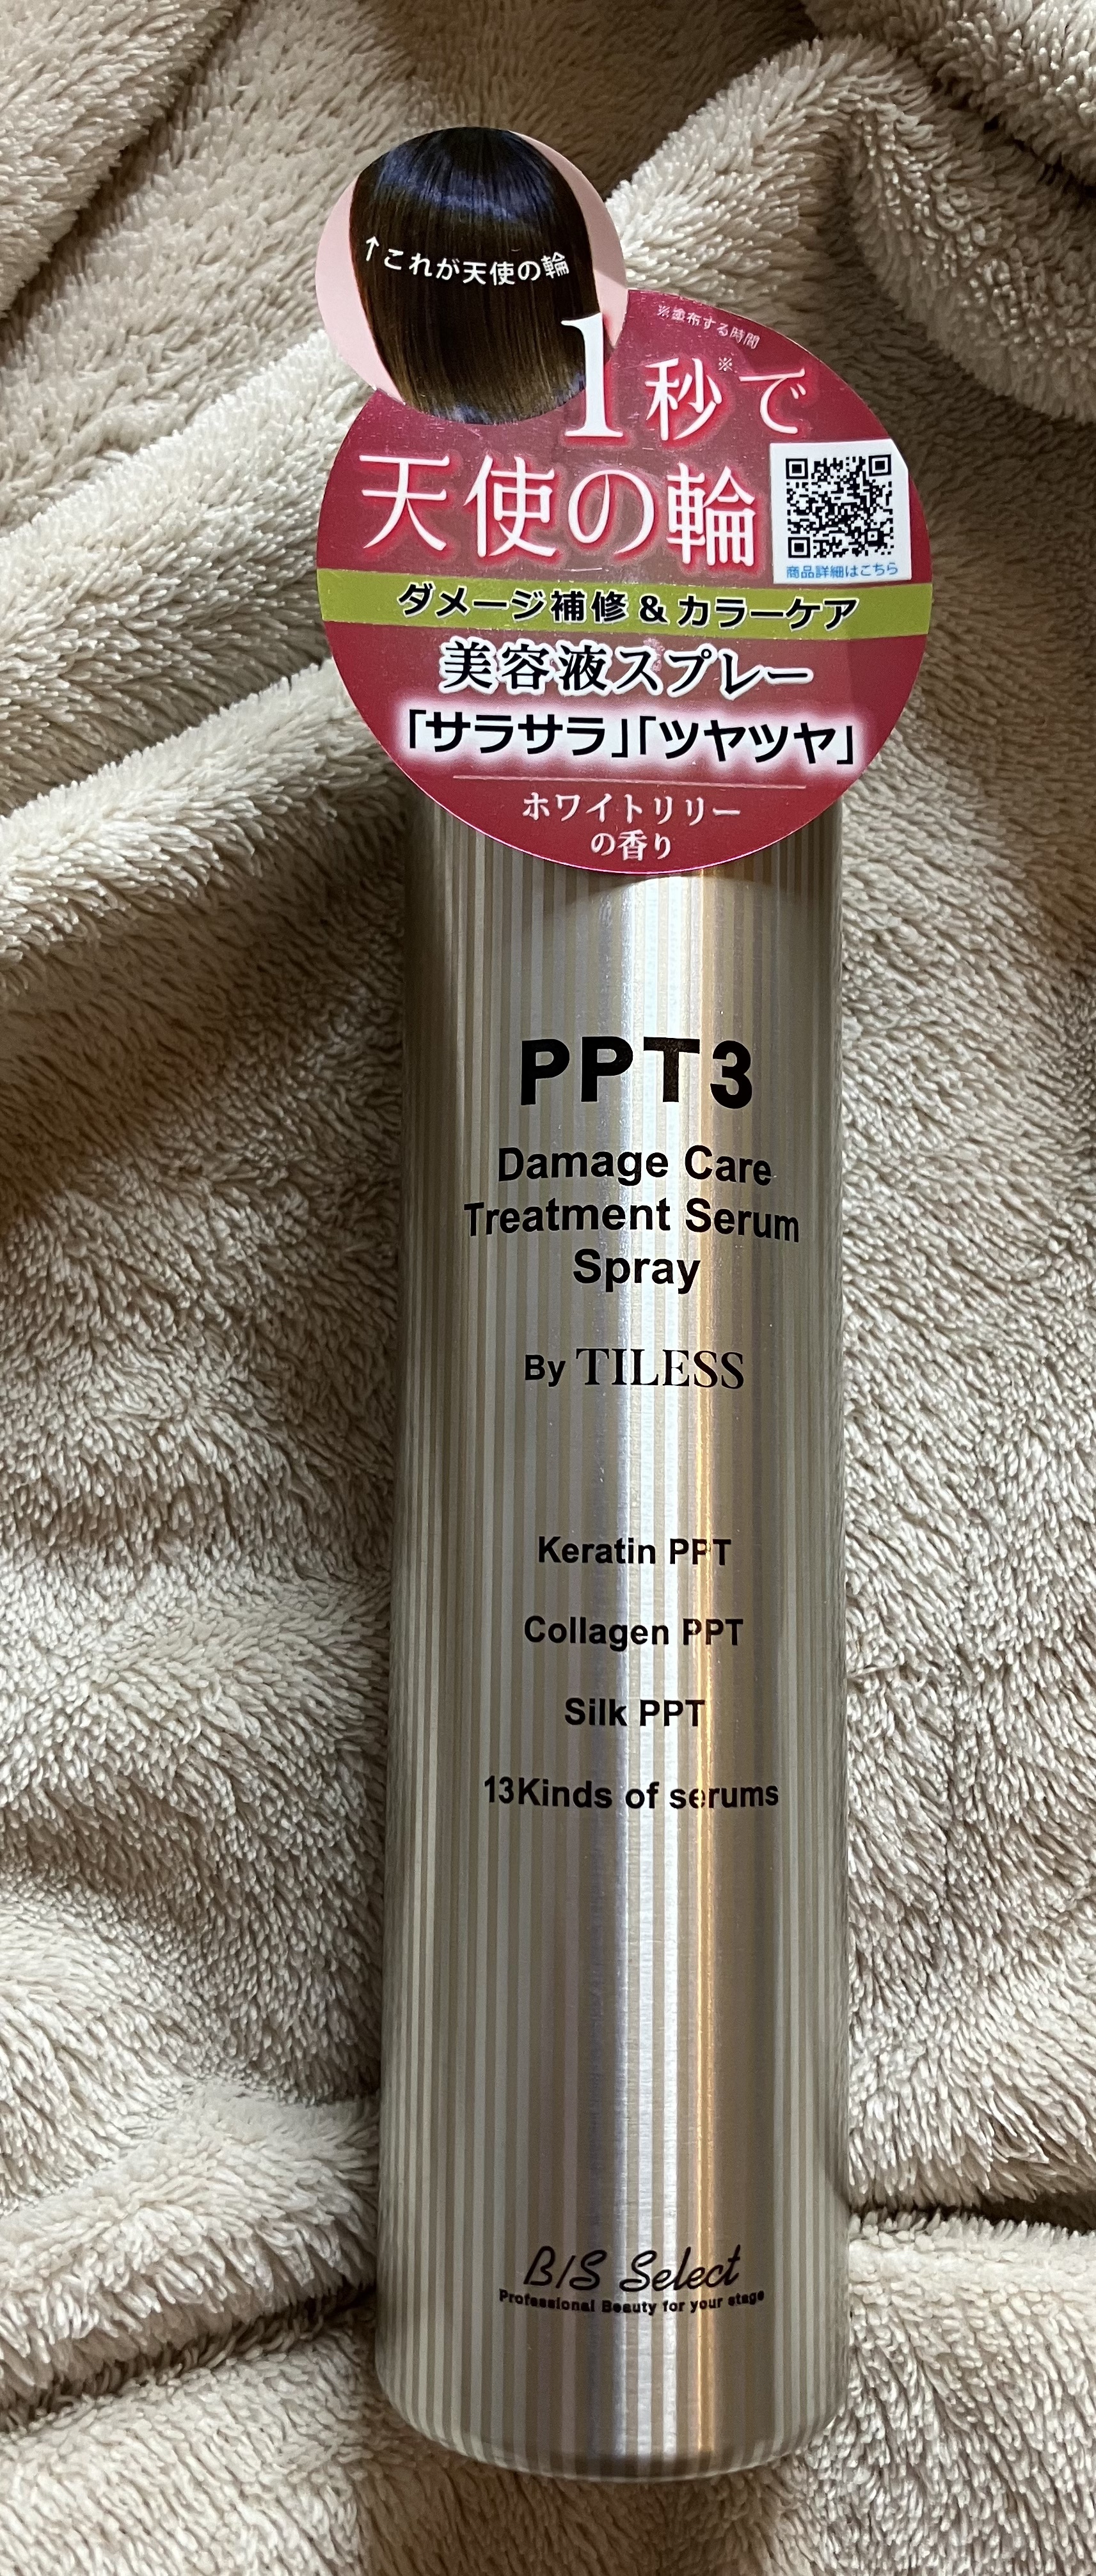 ↑これが天使の輪
※塗布する時間
1秒※で
天使の輪
商品詳細はこちら
ダメージ補修&カラーケア
美容液スプレー
「サラサラ」「ツヤツヤ」
ホワイトリリー
の香り
PPT3
Damage Care
Treatment Serum
Spray
By TILESS
Keratin PPT
Collagen PPT
Silk PPT
13Kinds of serums
B/S Select
Professional Beauty for your stage